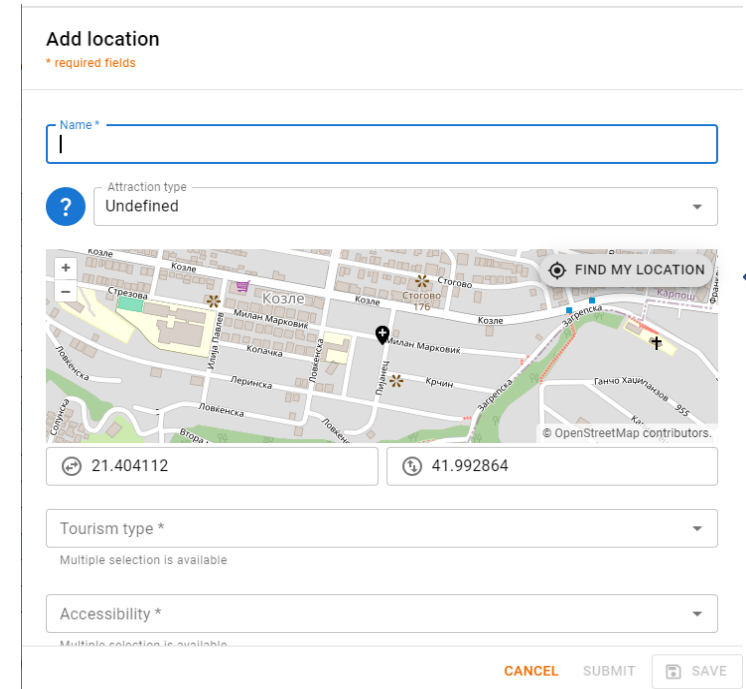 Add location
* required fields
Name *
?
Attraction type
Undefined
+
−
FIND MY LOCATION
Козле
Козле
Стрезова
Козле
Козле
Стогово
Стогово
176
Милан Марковиќ
Илија Павлев
Копачка
Ловќенска
Милан Марковиќ
Козле
Загрепска
Карпош
Ловќенска
Леринска
Пијанец
Крчин
Загрепска
Ловќенска
Ганчо Хаџипанзов
955
Солунска
Втора
© OpenStreetMap contributors.
21.404112
41.992864
Tourism type *
Multiple selection is available
Accessibility *
Multiple selection is available
CANCEL
SUBMIT
SAVE